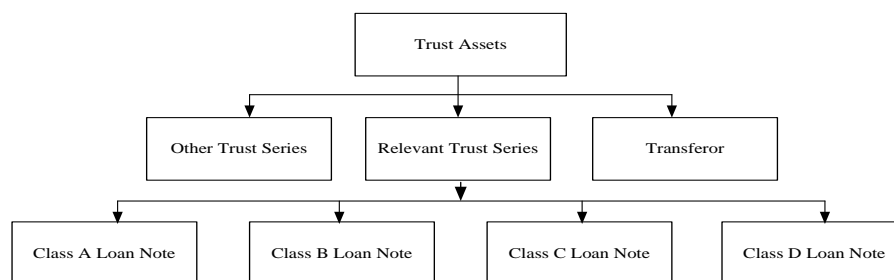 Trust Assets
Other Trust Series
Relevant Trust Series
Transferor
Class A Loan Note
Class B Loan Note
Class C Loan Note
Class D Loan Note